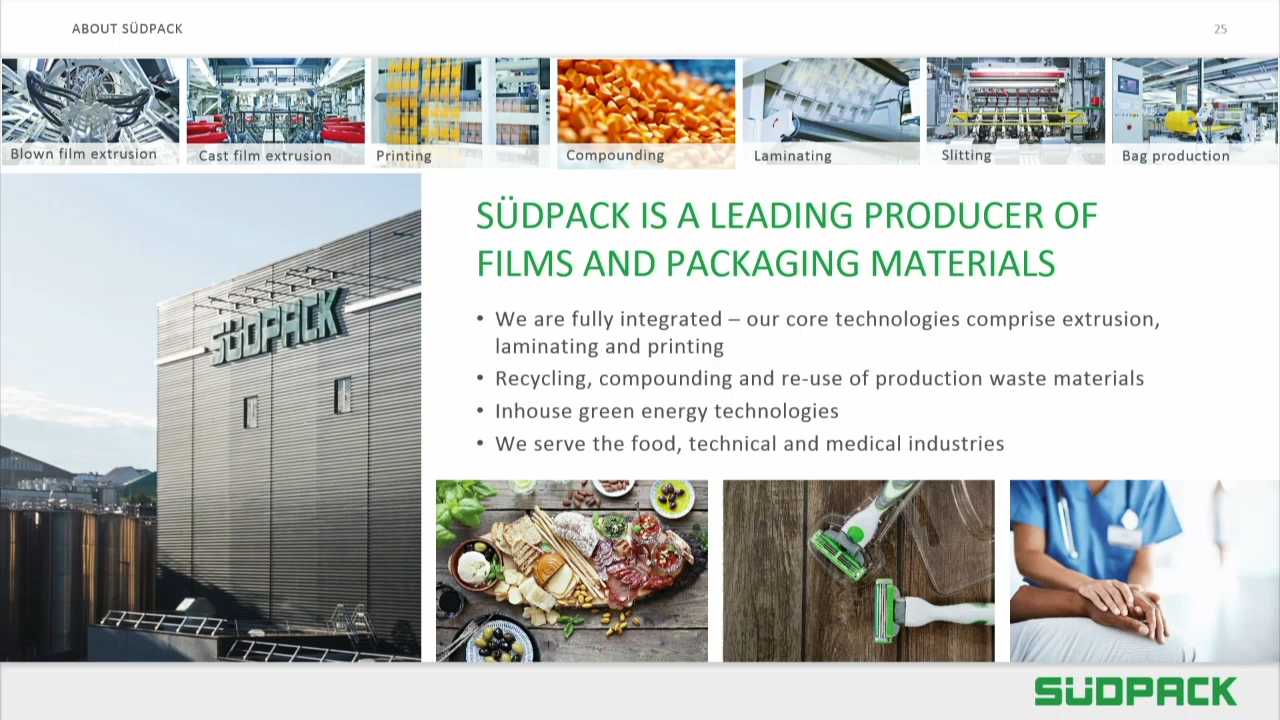 ABOUT SÜDPACK
25
Blown film extrusion
Cast film extrusion
Printing
Compounding
Laminating
Slitting
Bag production
SÜDPACK
SÜDPACK IS A LEADING PRODUCER OF
FILMS AND PACKAGING MATERIALS
• We are fully integrated – our core technologies comprise extrusion,
laminating and printing
• Recycling, compounding and re-use of production waste materials
• Inhouse green energy technologies
• We serve the food, technical and medical industries
SÜDPACK